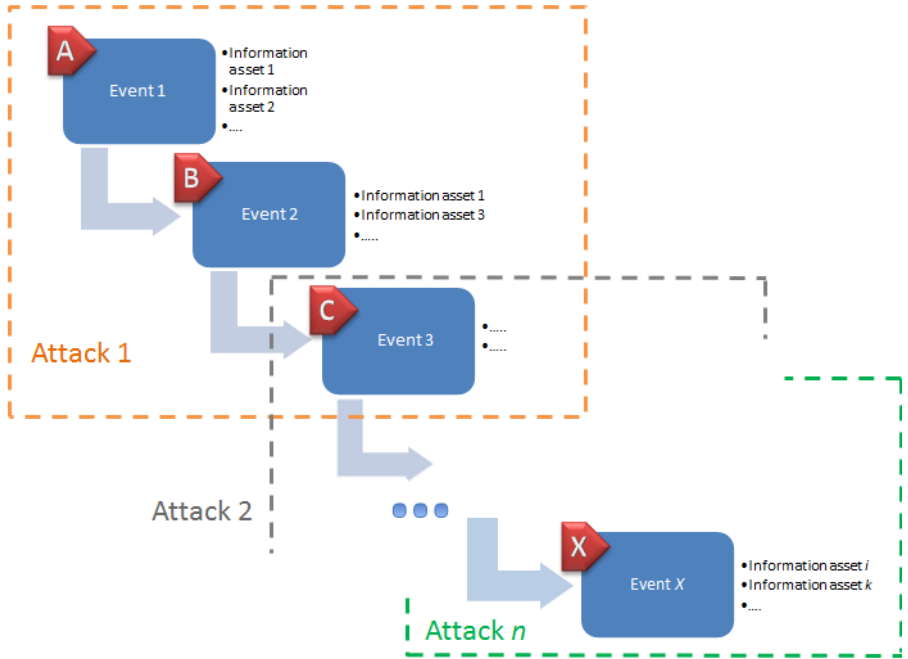 A
Event 1
•Information
asset 1
•Information
asset 2
•....
B
Event 2
•Information asset 1
•Information asset 3
•.....
C
Event 3
•.....
•.....
Attack 1
Attack 2
X
Event X
•Information asset i
•Information asset k
•....
Attack n